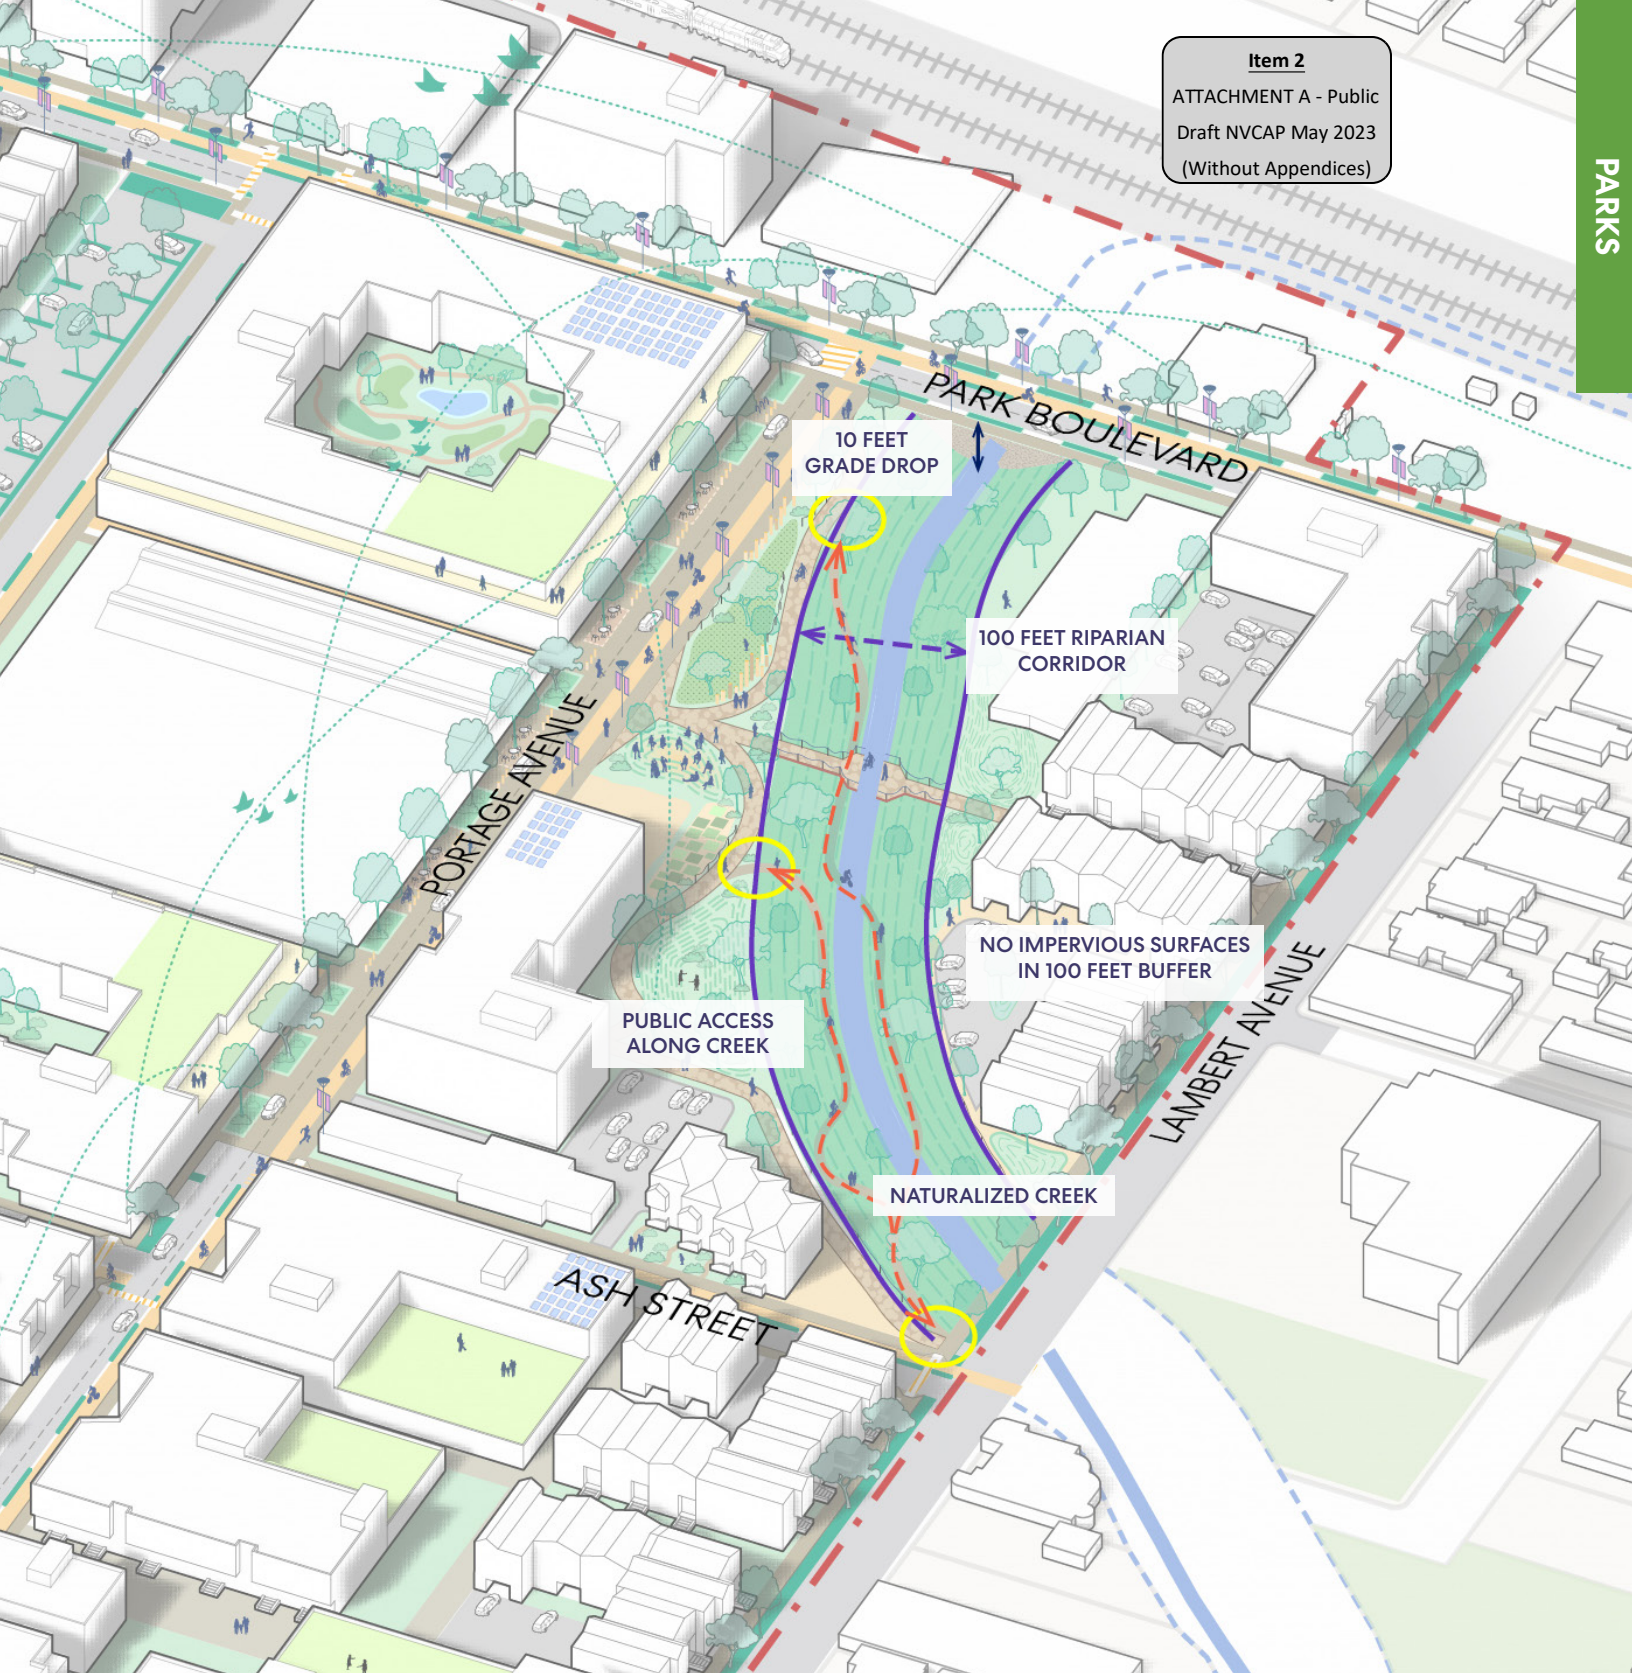 Item 2
ATTACHMENT A - Public
Draft NVCAP May 2023
(Without Appendices)
PARKS
PARK BOULEVARD
10 FEET
GRADE DROP
100 FEET RIPARIAN
CORRIDOR
PORTAGE AVENUE
NO IMPERVIOUS SURFACES
IN 100 FEET BUFFER
PUBLIC ACCESS
ALONG CREEK
LAMBERT AVENUE
NATURALIZED CREEK
ASH STREET